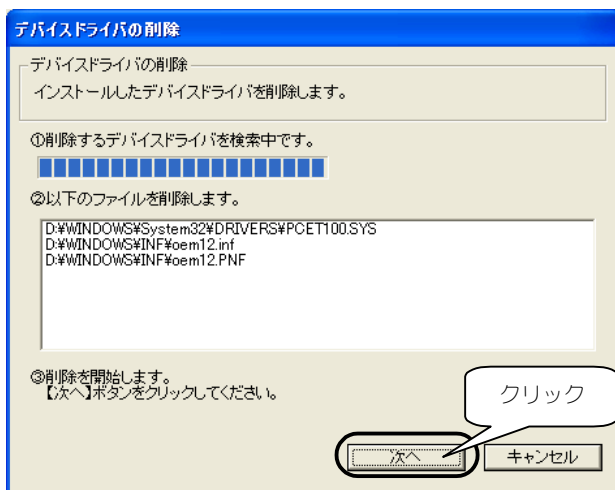 デバイスドライバの削除
デバイスドライバの削除
インストールしたデバイスドライバを削除します。
①削除するデバイスドライバを検索中です。
②以下のファイルを削除します。
D:¥WINDOWS¥System32¥DRIVERS¥PCET100.SYS
D:¥WINDOWS¥INF¥oem12.inf
D:¥WINDOWS¥INF¥oem12.PNF
③削除を開始します。
【次へ】ボタンをクリックしてください。
クリック
次へ
キャンセル